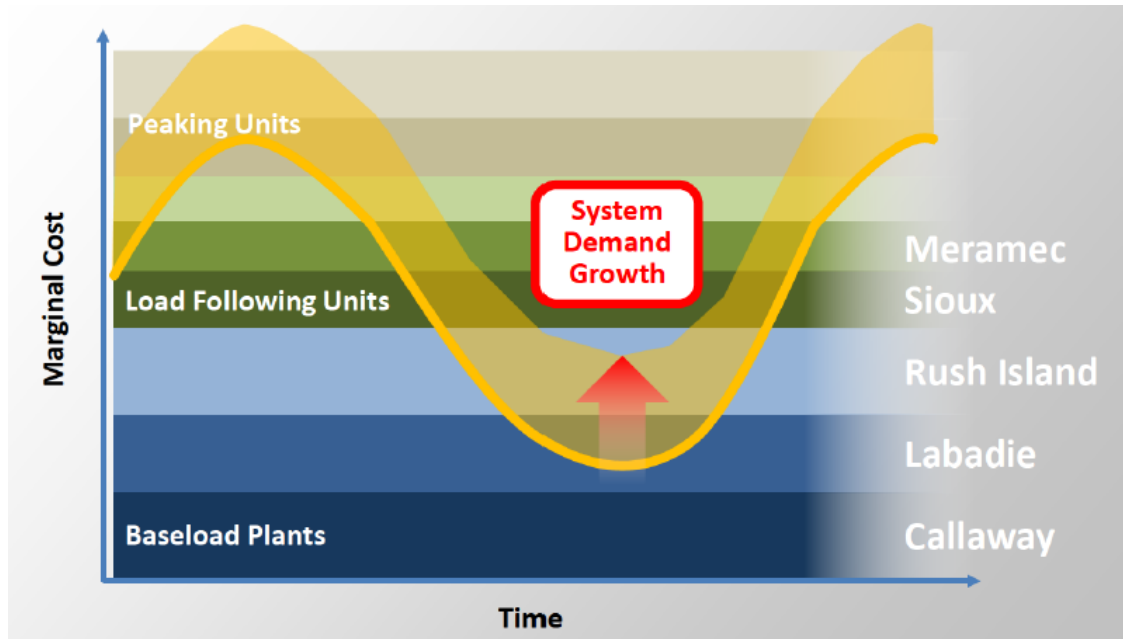 Peaking Units
System
Demand
Growth
Load Following Units
Baseload Plants
Meramec
Sioux
Rush Island
Labadie
Callaway
Marginal Cost
Time